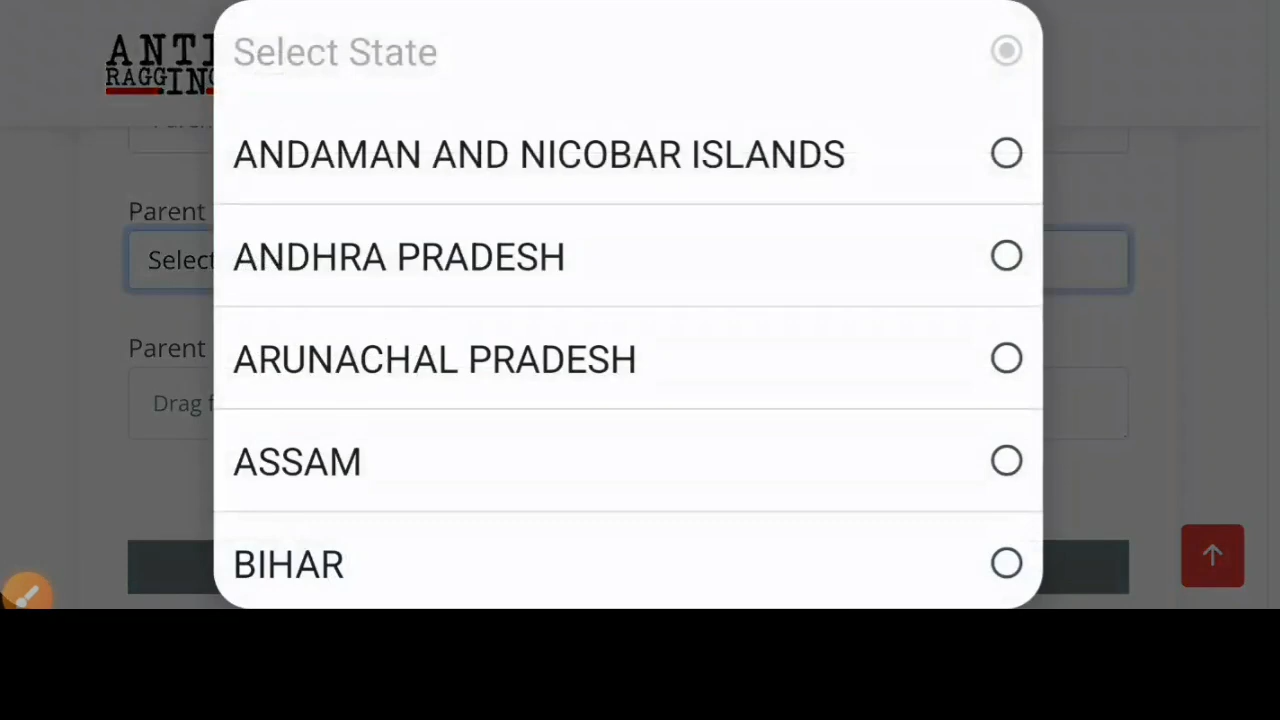 ANTI
RAGGING
Select State
ANDAMAN AND NICOBAR ISLANDS
Parent
ANDHRA PRADESH
Select
Parent
ARUNACHAL PRADESH
Drag
ASSAM
BIHAR